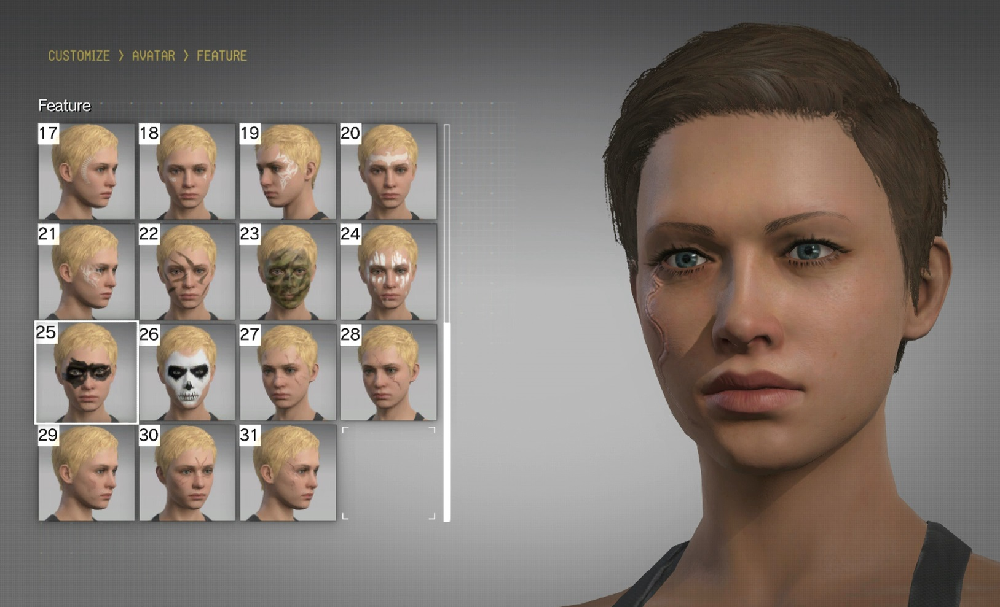 CUSTOMIZE > AVATAR > FEATURE
Feature
17 18 19 20
21 22 23 24
25 26 27 28
29 30 31